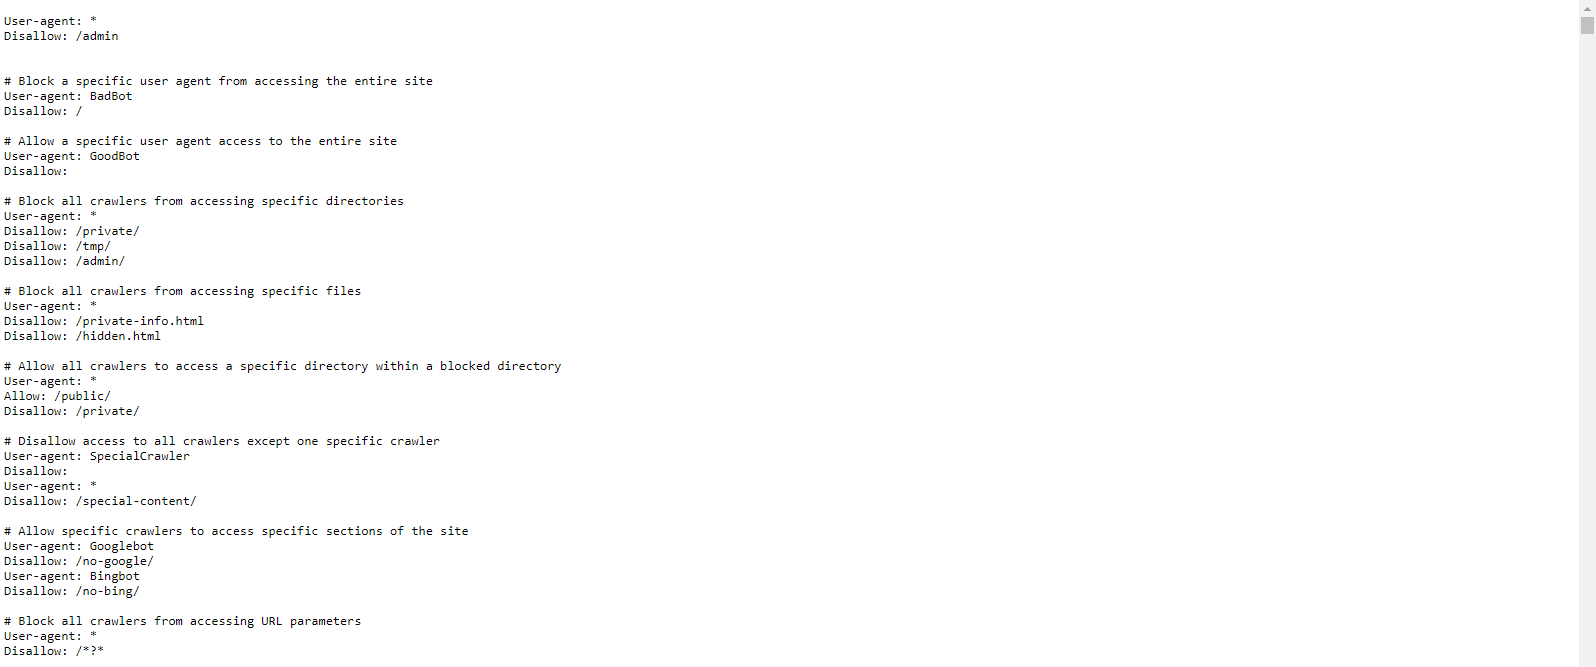 User-agent: *
Disallow: /admin
# Block a specific user agent from accessing the entire site
User-agent: BadBot
Disallow: /
# Allow a specific user agent access to the entire site
User-agent: GoodBot
Disallow:
# Block all crawlers from accessing specific directories
User-agent: *
Disallow: /private/
Disallow: /tmp/
Disallow: /admin/
# Block all crawlers from accessing specific files
User-agent: *
Disallow: /private-info.html
Disallow: /hidden.html
# Allow all crawlers to access a specific directory within a blocked directory
User-agent: *
Allow: /public/
Disallow: /private/
# Disallow access to all crawlers except one specific crawler
User-agent: SpecialCrawler
Disallow:
User-agent: *
Disallow: /special-content/
# Allow specific crawlers to access specific sections of the site
User-agent: Googlebot
Disallow: /no-google/
User-agent: Bingbot
Disallow: /no-bing/
# Block all crawlers from accessing URL parameters
User-agent: *
Disallow: /*?*